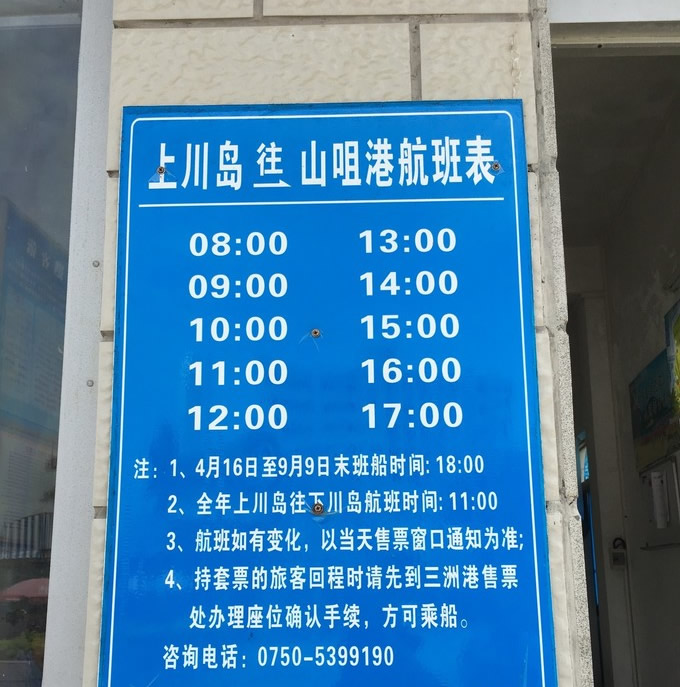 上川岛往山咀港航班表
08:00 13:00
09:00 14:00
10:00 15:00
11:00 16:00
12:00 17:00
注：1、4月16日至9月9日末班船时间：18:00
2、全年上川岛往下川岛航班时间：11:00
3、航班如有变化，以当天售票窗口通知为准;
4、持套票的旅客回程时请先到三洲港售票
处办理座位确认手续，方可乘船。
咨询电话：0750-5399190